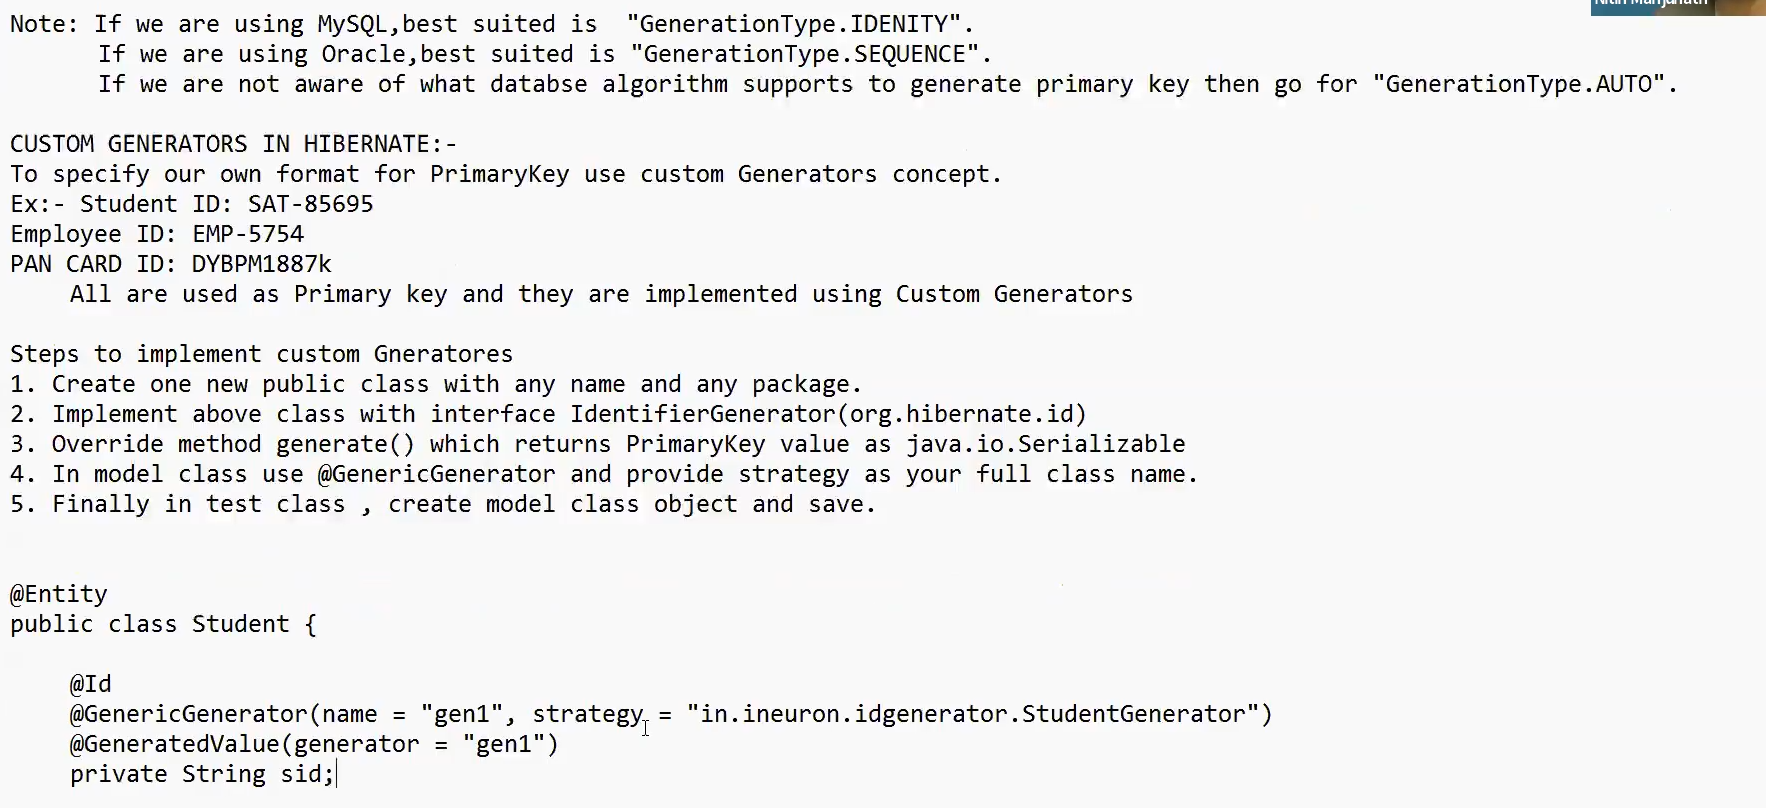 Nitin Manjunath
Note: If we are using MySQL,best suited is  "GenerationType.IDENITY".
If we are using Oracle,best suited is "GenerationType.SEQUENCE".
If we are not aware of what databse algorithm supports to generate primary key then go for "GenerationType.AUTO".
CUSTOM GENERATORS IN HIBERNATE:-
To specify our own format for PrimaryKey use custom Generators concept.
Ex:- Student ID: SAT-85695
Employee ID: EMP-5754
PAN CARD ID: DYBPM1887k
All are used as Primary key and they are implemented using Custom Generators
Steps to implement custom Gneratores
1. Create one new public class with any name and any package.
2. Implement above class with interface IdentifierGenerator(org.hibernate.id)
3. Override method generate() which returns PrimaryKey value as java.io.Serializable
4. In model class use @GenericGenerator and provide strategy as your full class name.
5. Finally in test class , create model class object and save.
@Entity
public class Student {
@Id
@GenericGenerator(name = "gen1", strategy = "in.ineuron.idgenerator.StudentGenerator")
@GeneratedValue(generator = "gen1")
private String sid;